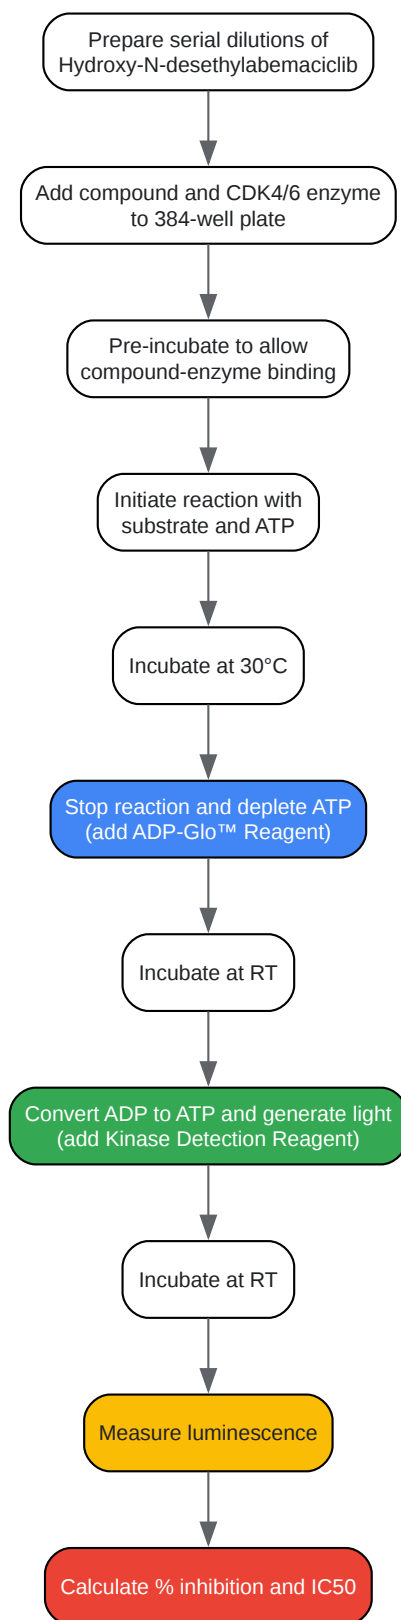 Prepare serial dilutions of
Hydroxy-N-desethylabemaciclib
Add compound and CDK4/6 enzyme
to 384-well plate
Pre-incubate to allow
compound-enzyme binding
Initiate reaction with
substrate and ATP
Incubate at 30°C
Stop reaction and deplete ATP
(add ADP-Glo™ Reagent)
Incubate at RT
Convert ADP to ATP and generate light
(add Kinase Detection Reagent)
Incubate at RT
Measure luminescence
Calculate % inhibition and IC50